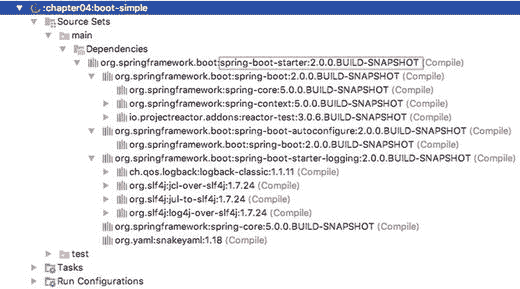 :chapter04:boot-simple
Source Sets
main
Dependencies
org.springframework.boot:spring-boot-starter:2.0.0.BUILD-SNAPSHOT (Compile)
org.springframework.boot:spring-boot:2.0.0.BUILD-SNAPSHOT (Compile)
org.springframework:spring-core:5.0.0.BUILD-SNAPSHOT (Compile)
org.springframework:spring-context:5.0.0.BUILD-SNAPSHOT (Compile)
io.projectreactor.addons:reactor-test:3.0.6.BUILD-SNAPSHOT (Compile)
org.springframework.boot:spring-boot-autoconfigure:2.0.0.BUILD-SNAPSHOT (Compile)
org.springframework.boot:spring-boot:2.0.0.BUILD-SNAPSHOT (Compile)
org.springframework.boot:spring-boot-starter-logging:2.0.0.BUILD-SNAPSHOT (Compile)
ch.qos.logback:logback-classic:1.1.11 (Compile)
org.slf4j:jcl-over-slf4j:1.7.24 (Compile)
org.slf4j:jul-to-slf4j:1.7.24 (Compile)
org.slf4j:log4j-over-slf4j:1.7.24 (Compile)
org.springframework:spring-core:5.0.0.BUILD-SNAPSHOT (Compile)
org.yaml:snakeyaml:1.18 (Compile)
test
Tasks
Run Configurations